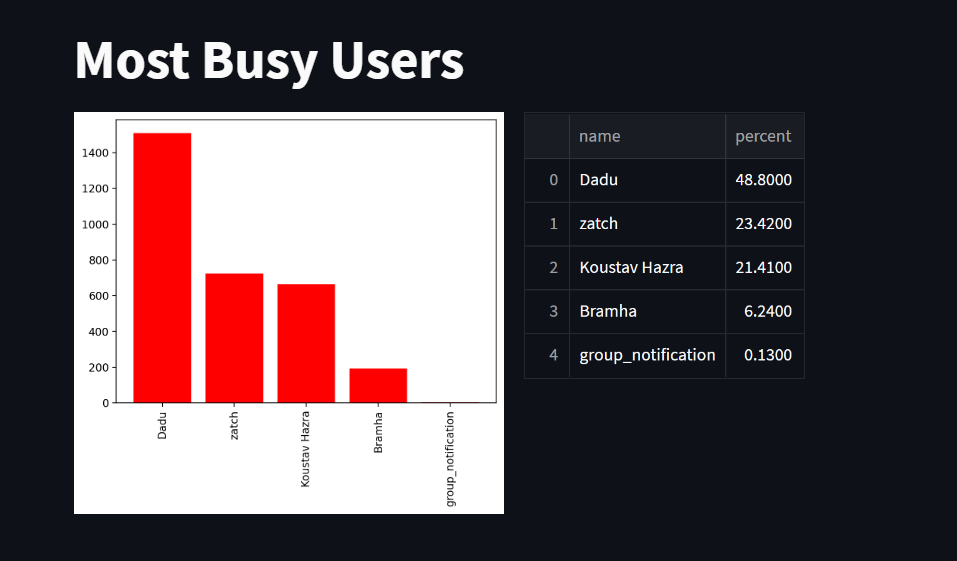 Most Busy Users
1400
1200
1000
800
600
400
200
0
Dadu
zatch
Koustav Hazra
Bramha
group_notification
name percent
0 Dadu 48.8000
1 zatch 23.4200
2 Koustav Hazra 21.4100
3 Bramha 6.2400
4 group_notification 0.1300